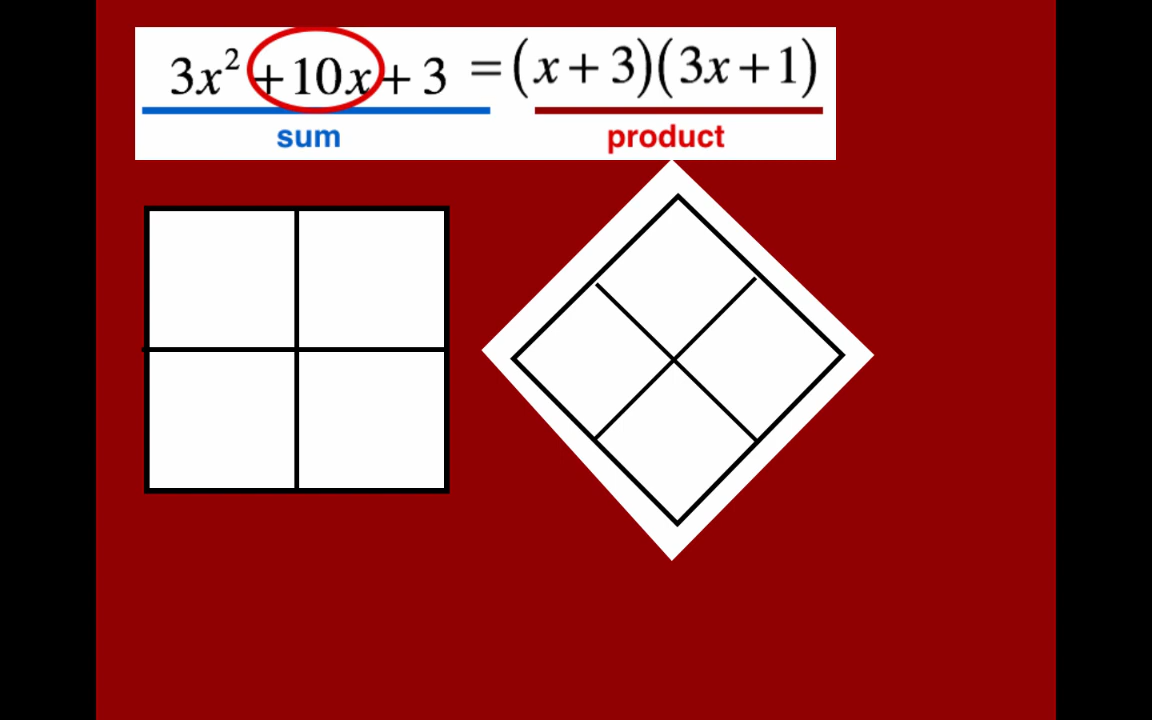 3x² +10x + 3 = (x + 3)(3x + 1)
sum product